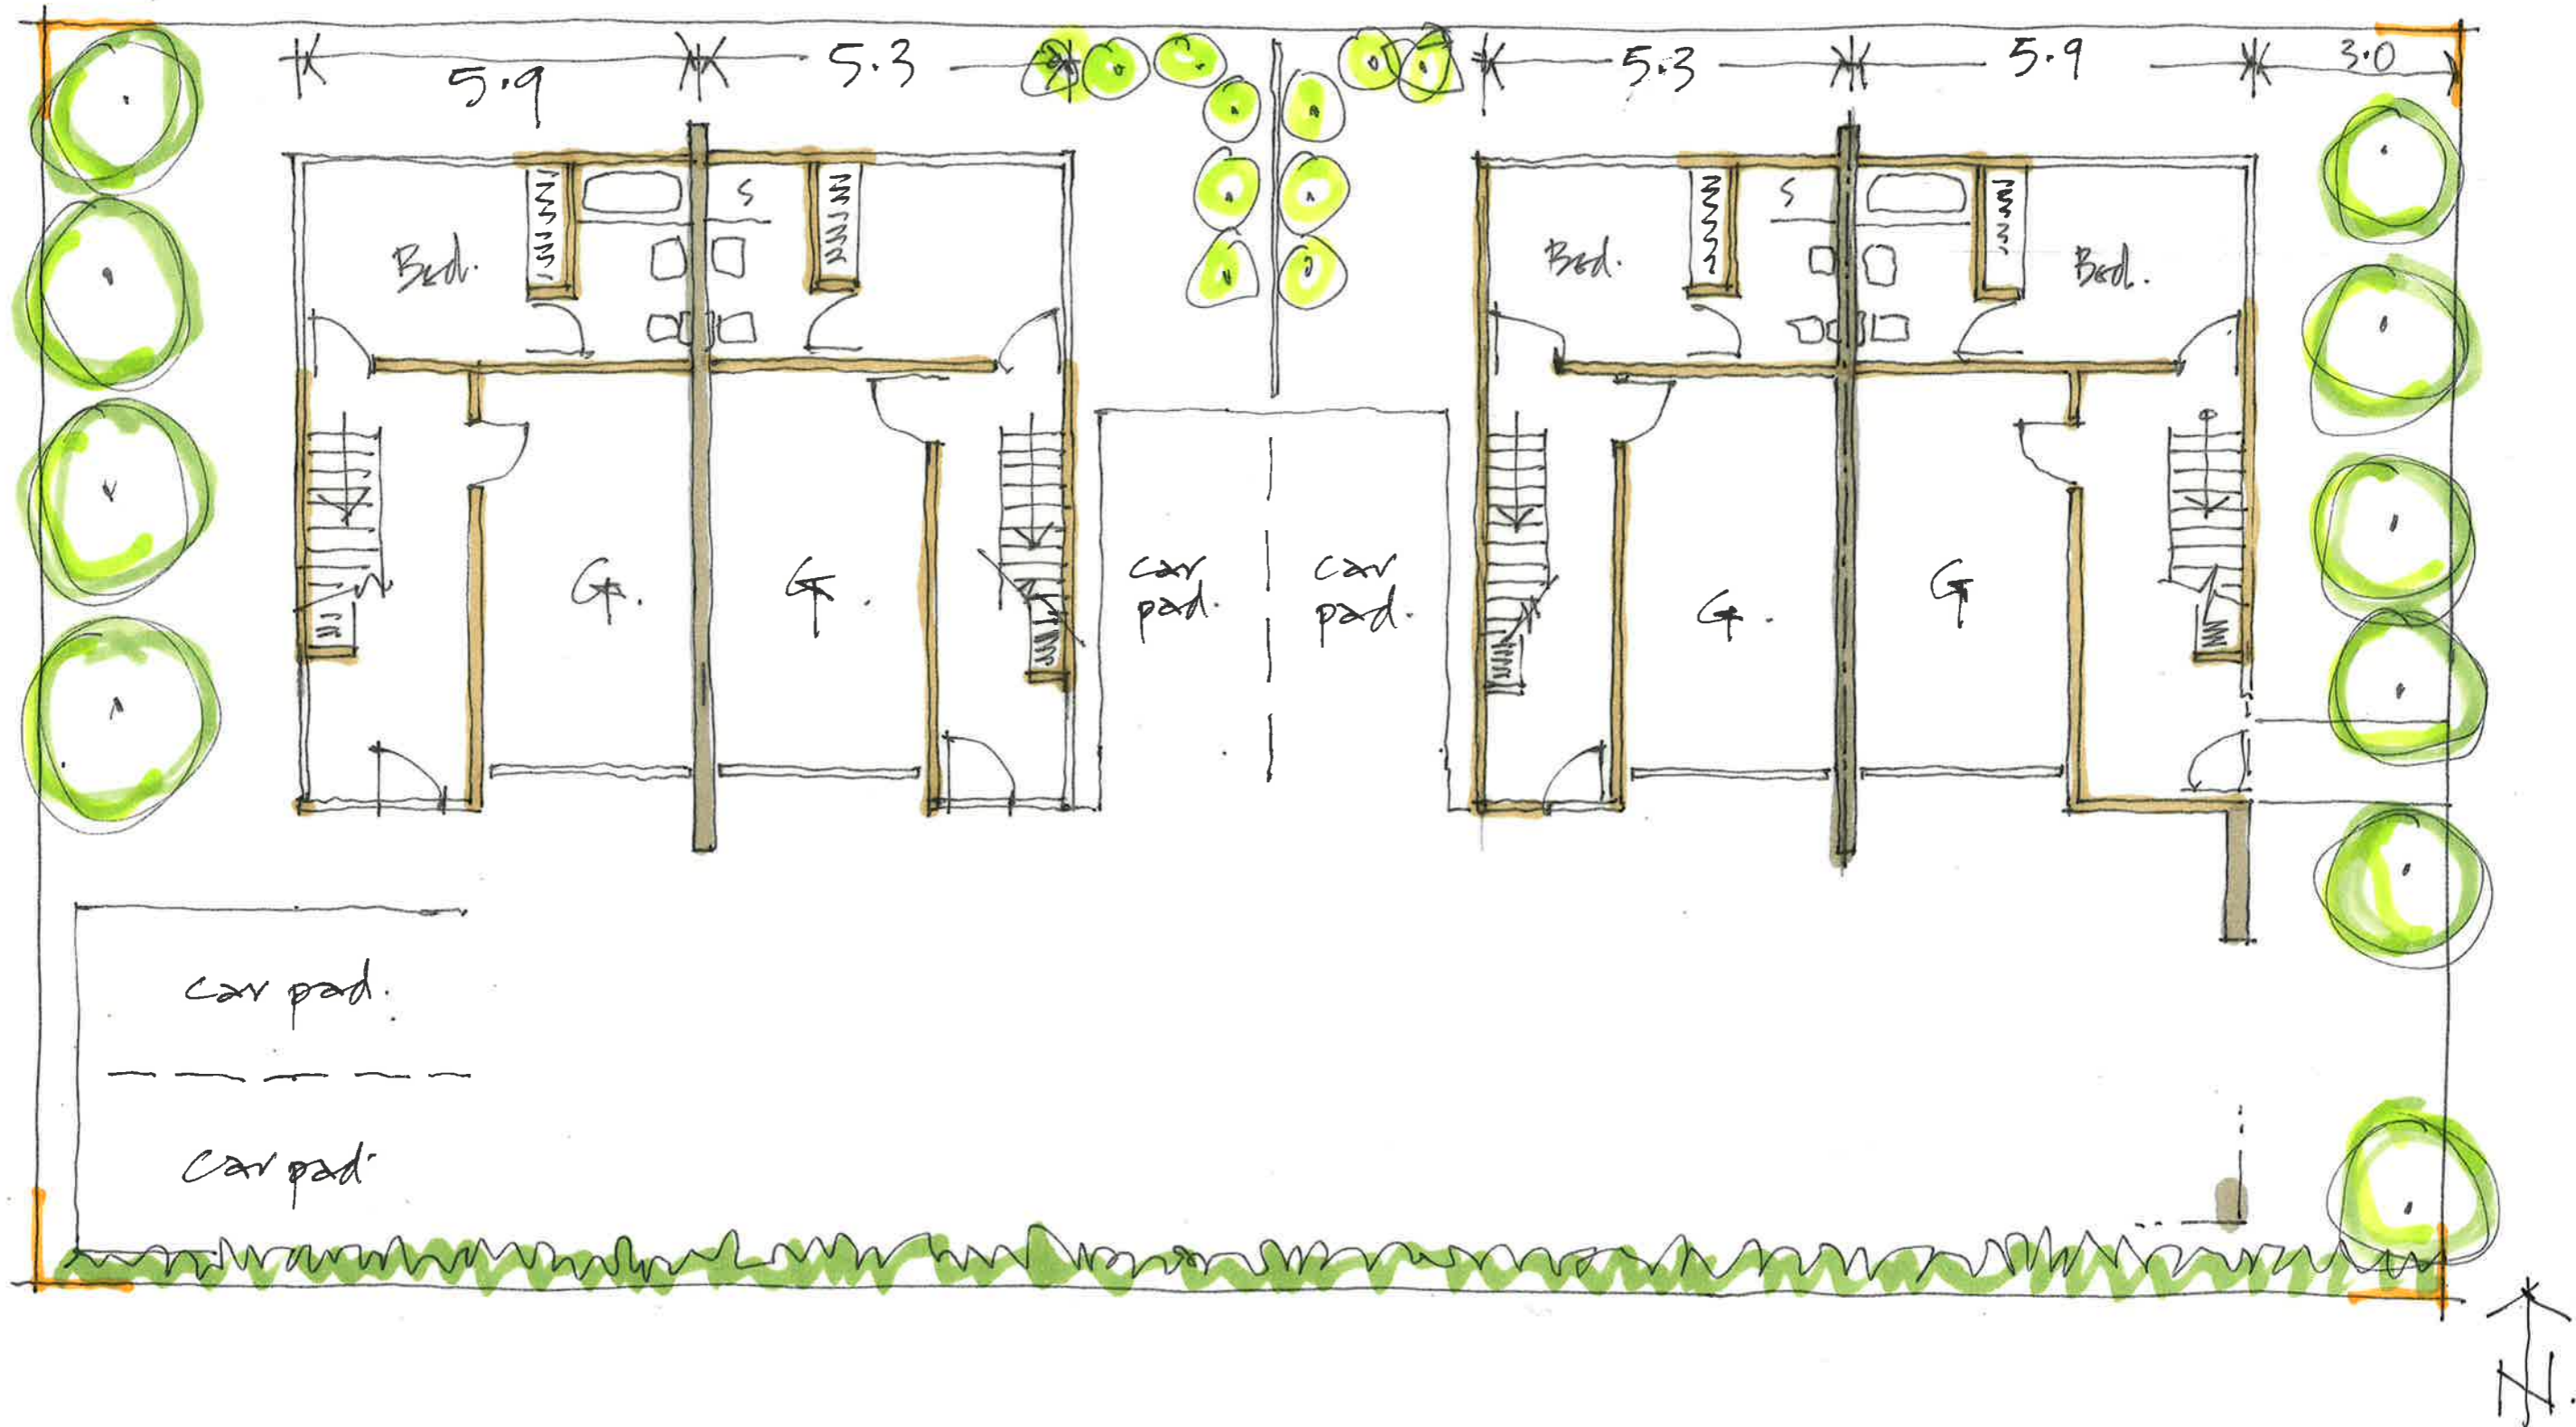 5.9
5.3
5.3
5.9
3.0
S
S
Bed.
Bed.
Bed.
G.
G.
car
pad.
car
pad.
G.
G
car pad.
car pad
N.